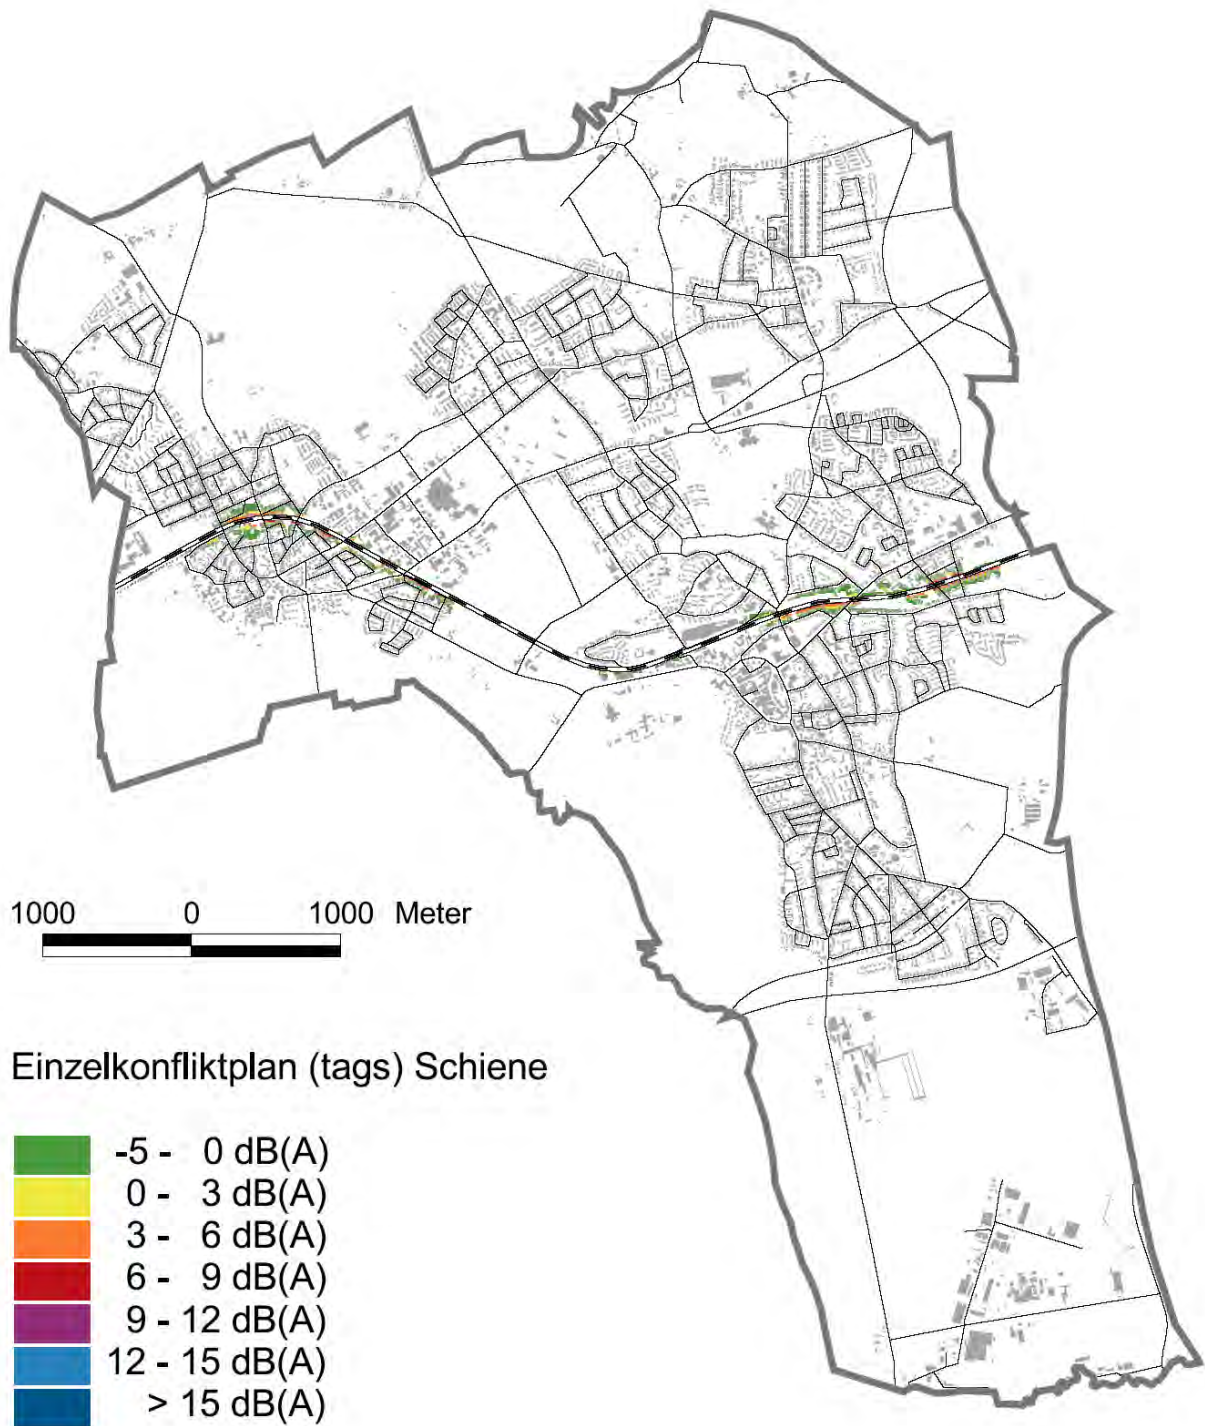 1000 0 1000 Meter
Einzelkonfliktplan (tags) Schiene
-5 - 0 dB(A)
0 - 3 dB(A)
3 - 6 dB(A)
6 - 9 dB(A)
9 - 12 dB(A)
12 - 15 dB(A)
> 15 dB(A)